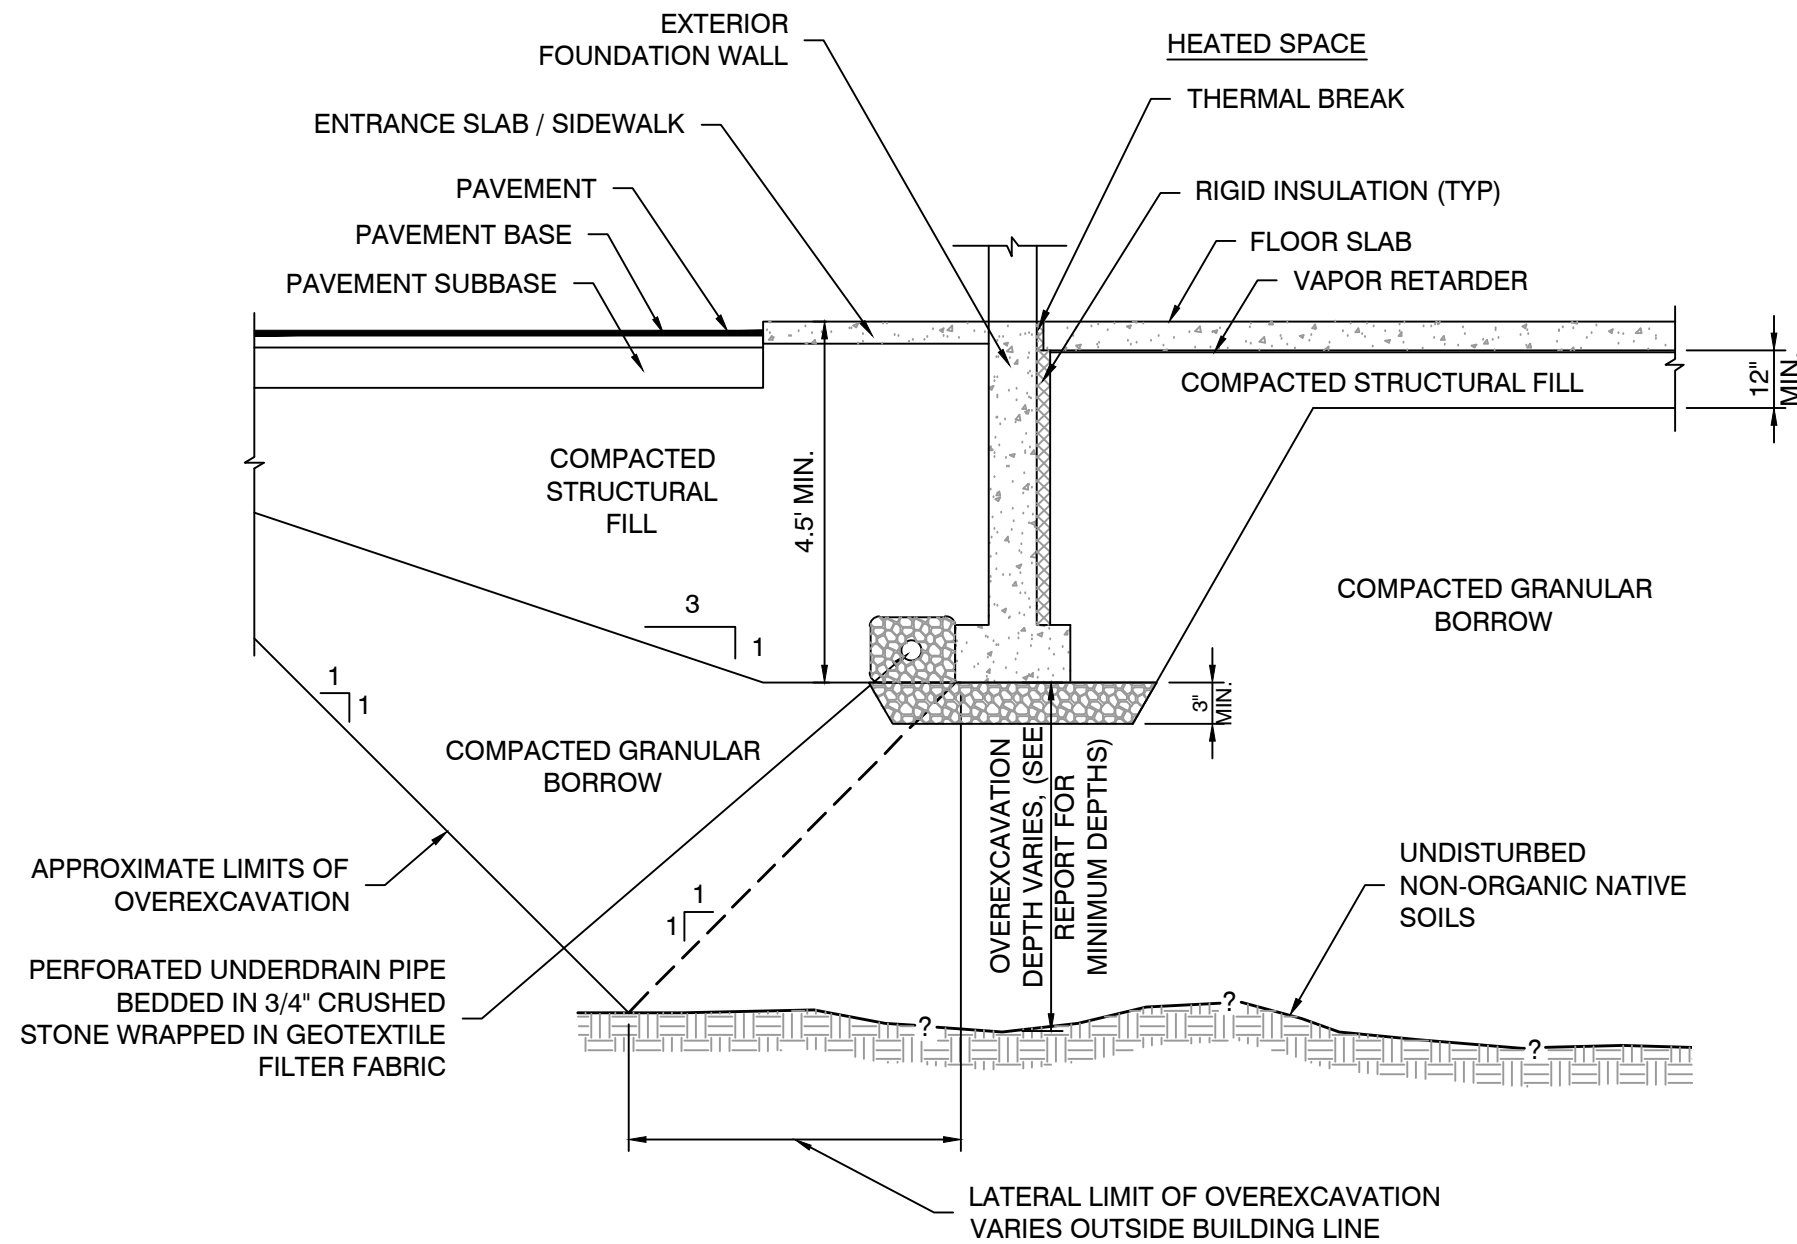 EXTERIOR
FOUNDATION WALL
HEATED SPACE
THERMAL BREAK
ENTRANCE SLAB / SIDEWALK
PAVEMENT
RIGID INSULATION (TYP)
PAVEMENT BASE
FLOOR SLAB
PAVEMENT SUBBASE
VAPOR RETARDER
COMPACTED STRUCTURAL FILL
12"
MIN.
COMPACTED
STRUCTURAL
FILL
4.5' MIN.
3
1
COMPACTED GRANULAR
BORROW
1
1
3"
MIN.
COMPACTED GRANULAR
BORROW
OVEREXCAVATION
DEPTH VARIES, (SEE
REPORT FOR
MINIMUM DEPTHS)
APPROXIMATE LIMITS OF
OVEREXCAVATION
1
1
UNDISTURBED
NON-ORGANIC NATIVE
SOILS
PERFORATED UNDERDRAIN PIPE
BEDDED IN 3/4" CRUSHED
STONE WRAPPED IN GEOTEXTILE
FILTER FABRIC
?
?
?
LATERAL LIMIT OF OVEREXCAVATION
VARIES OUTSIDE BUILDING LINE